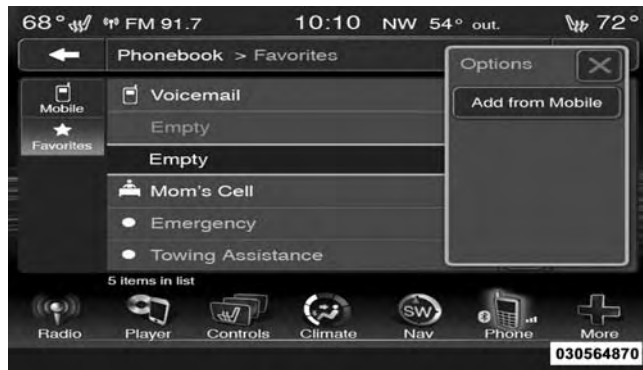 68° FM 91.7 10:10 NW 54° out. 72°
Phonebook > Favorites
Options
Mobile
Voicemail
Add from Mobile
Empty
Favorites
Empty
Mom's Cell
Emergency
Towing Assistance
5 items in list
SW
Radio Player Controls Climate Nav Phone More
030564870